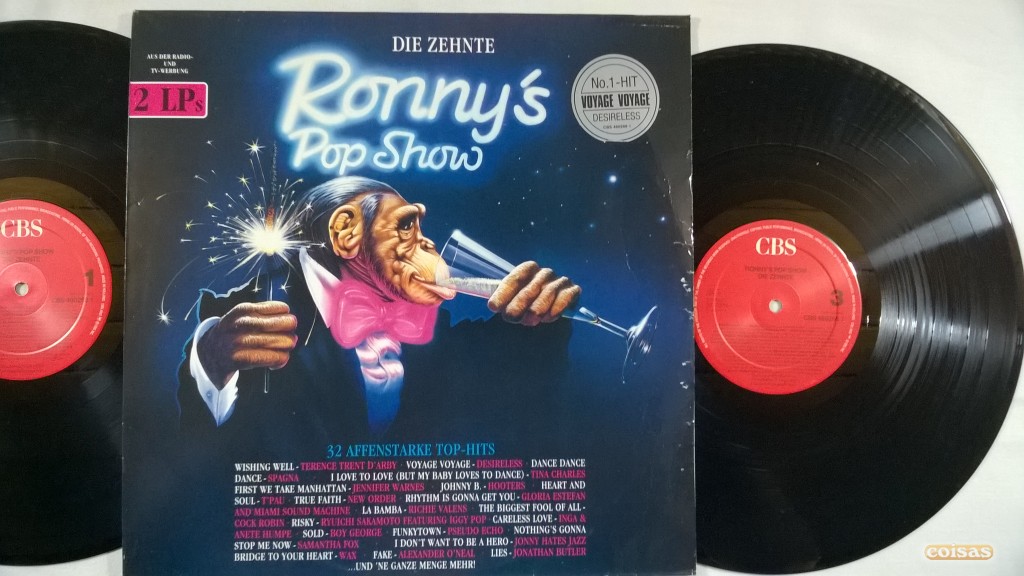 DIE ZEHNTE
AUS DER RADIO-
UND
TV-WERBUNG
2 LPs
Ronny's
Pop Show
No.1-HIT
VOYAGE VOYAGE
DESIRELESS
CBS
1
CBS
RONNY'S POP SHOW
DIE ZEHNTE
3
32 AFFENSTARKE TOP-HITS
WISHING WELL - TERENCE TRENT D'ARBY · VOYAGE VOYAGE - DESIRELESS · DANCE DANCE
DANCE - SPAGNA · I LOVE TO LOVE (BUT MY BABY LOVES TO DANCE) - TINA CHARLES
FIRST WE TAKE MANHATTAN - JENNIFER WARNES · JOHNNY B. - HOOTERS · HEART AND
SOUL - T'PAU · TRUE FAITH - NEW ORDER · RHYTHM IS GONNA GET YOU - GLORIA ESTEFAN
AND MIAMI SOUND MACHINE · LA BAMBA - RICHIE VALENS · THE BIGGEST FOOL OF ALL -
COCK ROBIN · RISKY - RYUICHI SAKAMOTO FEATURING IGGY POP · CARELESS LOVE - INGA &
ANETE HUMPE · SOLD - BOY GEORGE · FUNKYTOWN - PSEUDO ECHO · NOTHING'S GONNA
STOP ME NOW - SAMANTHA FOX · I DON'T WANT TO BE A HERO - JONNY HATES JAZZ
BRIDGE TO YOUR HEART - WAX · FAKE - ALEXANDER O'NEAL · LIES - JONATHAN BUTLER
...UND 'NE GANZE MENGE MEHR!
coisas